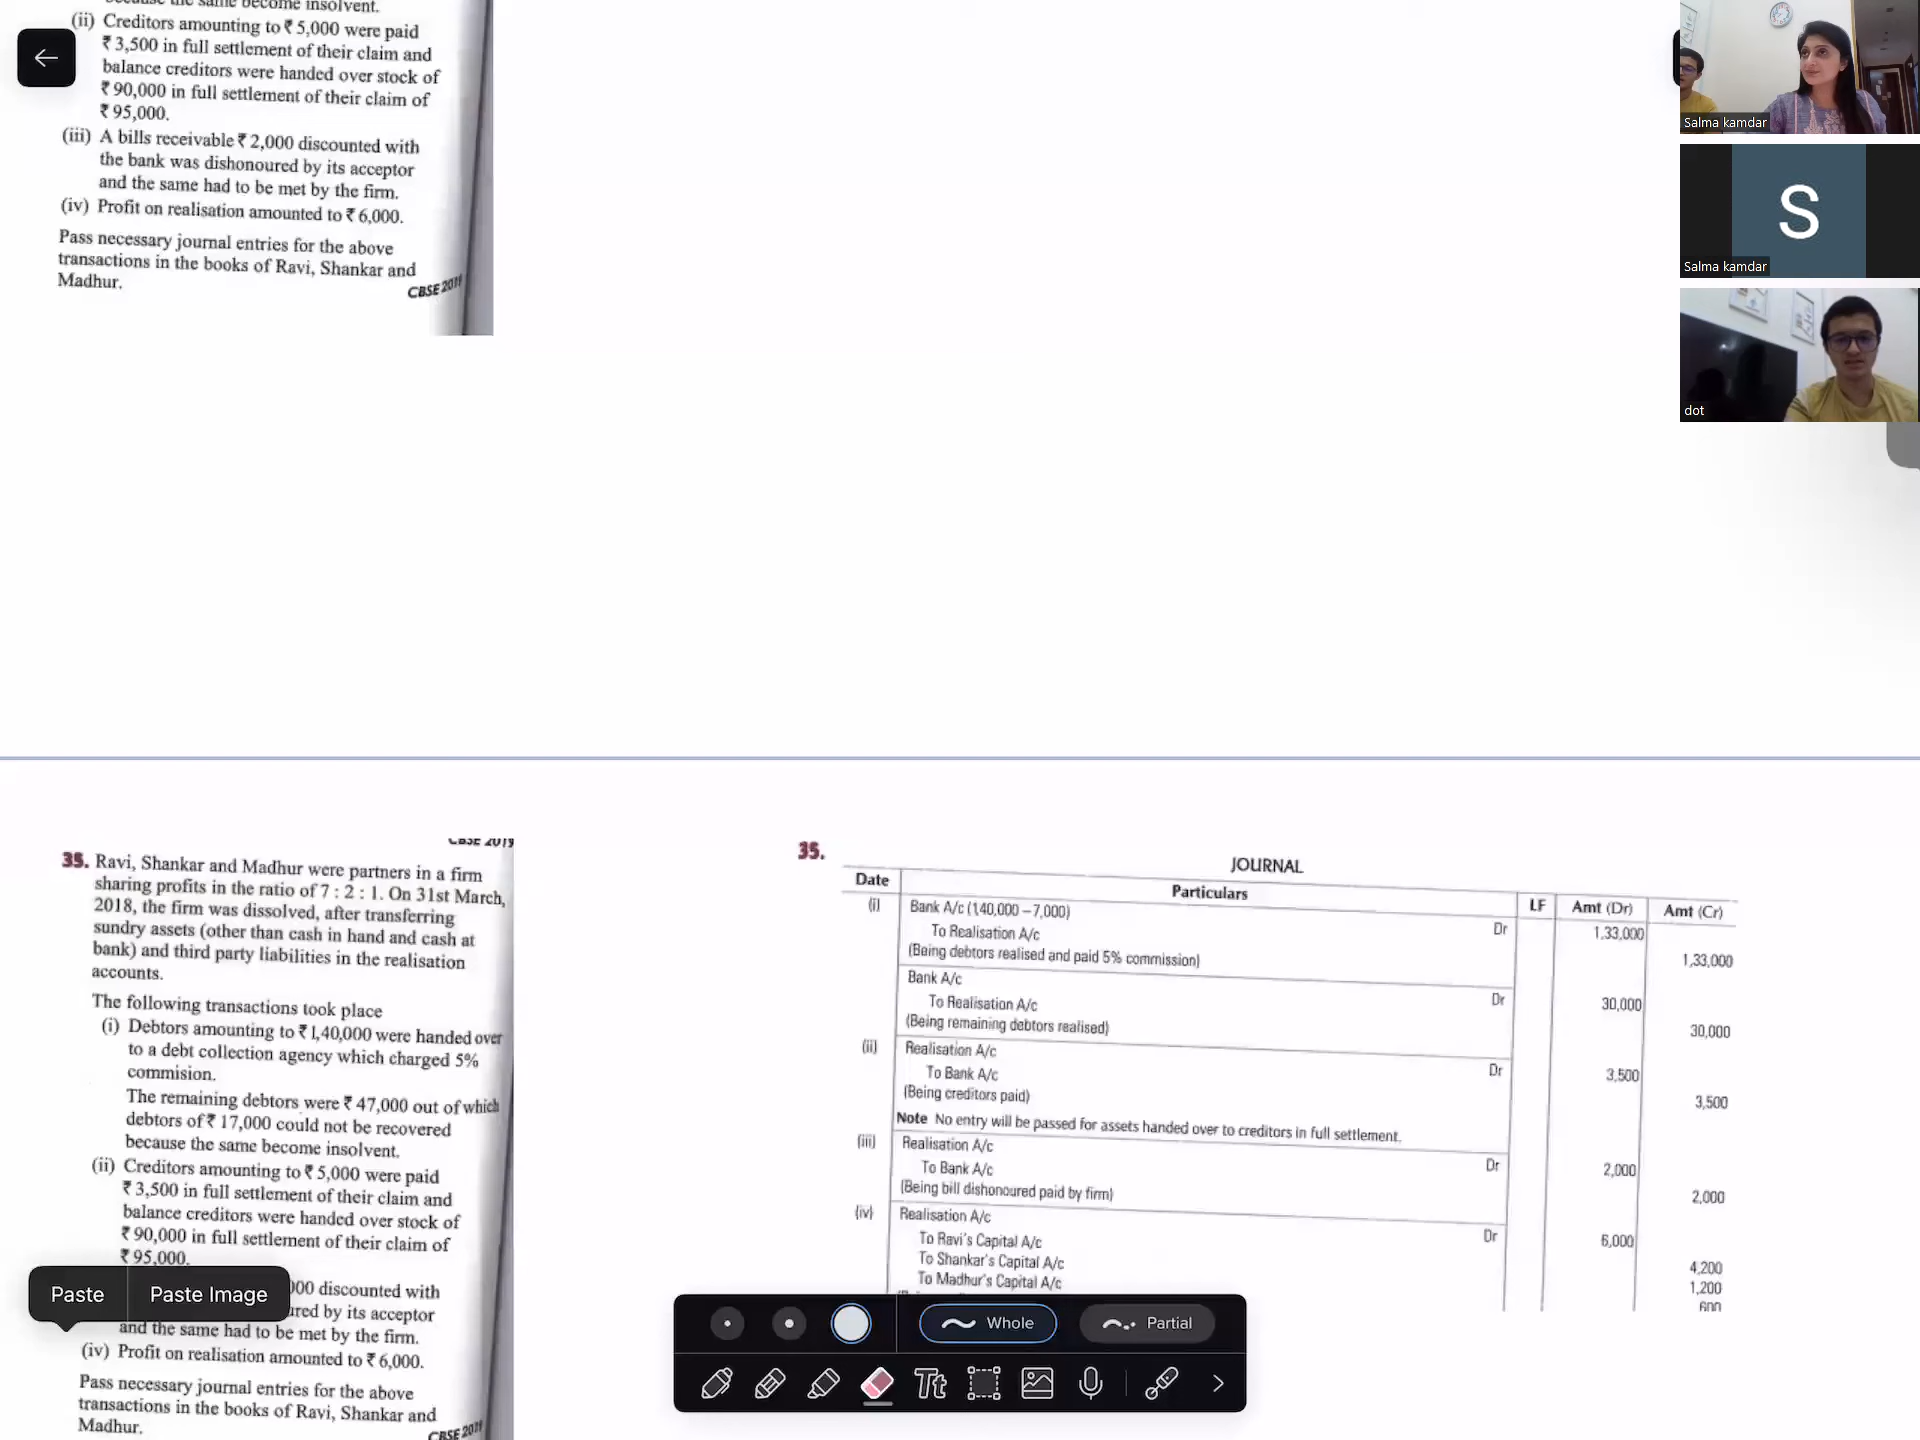 (ii) Creditors amounting to ₹ 5,000 were paid
₹ 3,500 in full settlement of their claim and
balance creditors were handed over stock of
₹ 90,000 in full settlement of their claim of
₹ 95,000.
(iii) A bills receivable ₹ 2,000 discounted with
the bank was dishonoured by its acceptor
and the same had to be met by the firm.
(iv) Profit on realisation amounted to ₹ 6,000.
Pass necessary journal entries for the above
transactions in the books of Ravi, Shankar and
Madhur.
CBSE 2019
Salma kamdar
S
Salma kamdar
dot
CBSE 2019
35. Ravi, Shankar and Madhur were partners in a firm
sharing profits in the ratio of 7 : 2 : 1. On 31st March,
2018, the firm was dissolved, after transferring
sundry assets (other than cash in hand and cash at
bank) and third party liabilities in the realisation
accounts.
The following transactions took place
(i) Debtors amounting to ₹ 1,40,000 were handed over
to a debt collection agency which charged 5%
commision.
The remaining debtors were ₹ 47,000 out of which
debtors of ₹ 17,000 could not be recovered
because the same become insolvent.
(ii) Creditors amounting to ₹ 5,000 were paid
₹ 3,500 in full settlement of their claim and
balance creditors were handed over stock of
₹ 90,000 in full settlement of their claim of
₹ 95,000.
discounted with
by its acceptor
and the same had to be met by the firm.
(iv) Profit on realisation amounted to ₹ 6,000.
Pass necessary journal entries for the above
transactions in the books of Ravi, Shankar and
Madhur.
CBSE 2019
Paste Paste Image
35.
JOURNAL
Date Particulars LF Amt (Dr) Amt (Cr)
(i) Bank A/c (1,40,000 – 7,000) Dr 1,33,000
To Realisation A/c 1,33,000
(Being debtors realised and paid 5% commission)
Bank A/c Dr 30,000
To Realisation A/c 30,000
(Being remaining debtors realised)
(ii) Realisation A/c Dr 3,500
To Bank A/c 3,500
(Being creditors paid)
Note No entry will be passed for assets handed over to creditors in full settlement.
(iii) Realisation A/c Dr 2,000
To Bank A/c 2,000
(Being bill dishonoured paid by firm)
(iv) Realisation A/c Dr 6,000
To Ravi's Capital A/c 4,200
To Shankar's Capital A/c 1,200
To Madhur's Capital A/c 600
Whole Partial
Tt